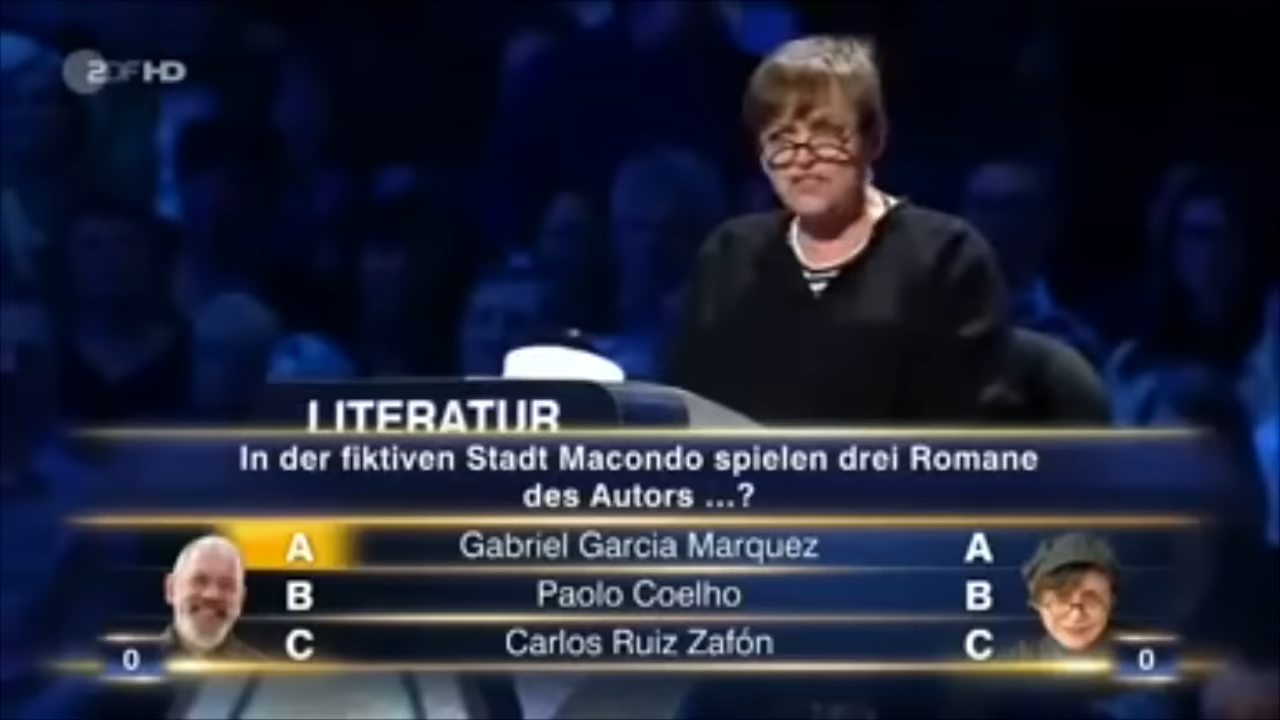 ZDF HD
LITERATUR
In der fiktiven Stadt Macondo spielen drei Romane
des Autors ...?
A Gabriel Garcia Marquez A
B Paolo Coelho B
C Carlos Ruiz Zafón C
0 0